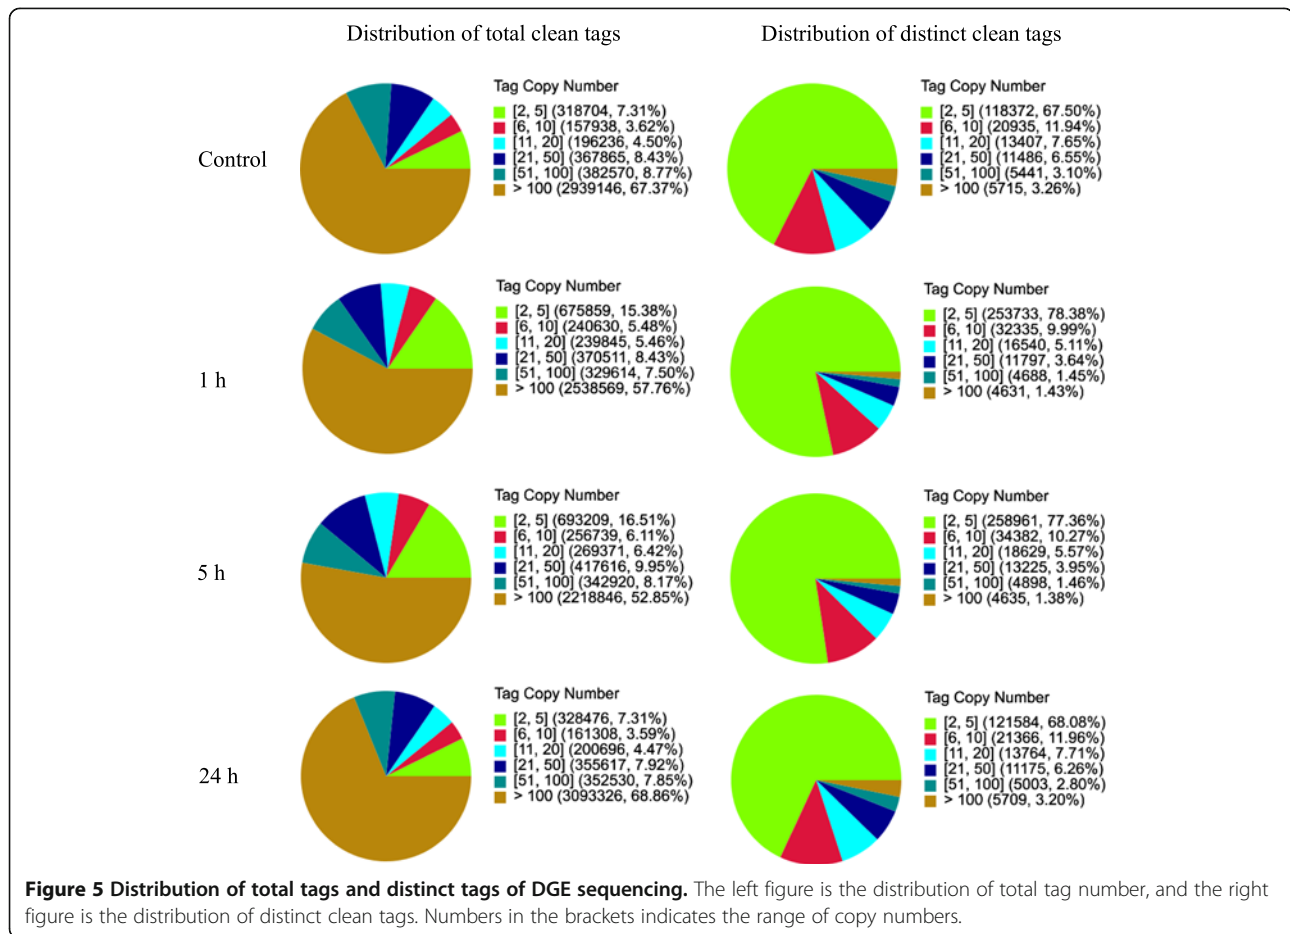 Distribution of total clean tags
Distribution of distinct clean tags
Control
Tag Copy Number
[2, 5] (318704, 7.31%)
[6, 10] (157938, 3.62%)
[11, 20] (196236, 4.50%)
[21, 50] (367865, 8.43%)
[51, 100] (382570, 8.77%)
> 100 (2939146, 67.37%)
Tag Copy Number
[2, 5] (118372, 67.50%)
[6, 10] (20935, 11.94%)
[11, 20] (13407, 7.65%)
[21, 50] (11486, 6.55%)
[51, 100] (5441, 3.10%)
> 100 (5715, 3.26%)
1 h
Tag Copy Number
[2, 5] (675859, 15.38%)
[6, 10] (240630, 5.48%)
[11, 20] (239845, 5.46%)
[21, 50] (370511, 8.43%)
[51, 100] (329614, 7.50%)
> 100 (2538569, 57.76%)
Tag Copy Number
[2, 5] (253733, 78.38%)
[6, 10] (32335, 9.99%)
[11, 20] (16540, 5.11%)
[21, 50] (11797, 3.64%)
[51, 100] (4688, 1.45%)
> 100 (4631, 1.43%)
5 h
Tag Copy Number
[2, 5] (693209, 16.51%)
[6, 10] (256739, 6.11%)
[11, 20] (269371, 6.42%)
[21, 50] (417616, 9.95%)
[51, 100] (342920, 8.17%)
> 100 (2218846, 52.85%)
Tag Copy Number
[2, 5] (258961, 77.36%)
[6, 10] (34382, 10.27%)
[11, 20] (18629, 5.57%)
[21, 50] (13225, 3.95%)
[51, 100] (4898, 1.46%)
> 100 (4635, 1.38%)
24 h
Tag Copy Number
[2, 5] (328476, 7.31%)
[6, 10] (161308, 3.59%)
[11, 20] (200696, 4.47%)
[21, 50] (355617, 7.92%)
[51, 100] (352530, 7.85%)
> 100 (3093326, 68.86%)
Tag Copy Number
[2, 5] (121584, 68.08%)
[6, 10] (21366, 11.96%)
[11, 20] (13764, 7.71%)
[21, 50] (11175, 6.26%)
[51, 100] (5003, 2.80%)
> 100 (5709, 3.20%)
Figure 5 Distribution of total tags and distinct tags of DGE sequencing. The left figure is the distribution of total tag number, and the right
figure is the distribution of distinct clean tags. Numbers in the brackets indicates the range of copy numbers.